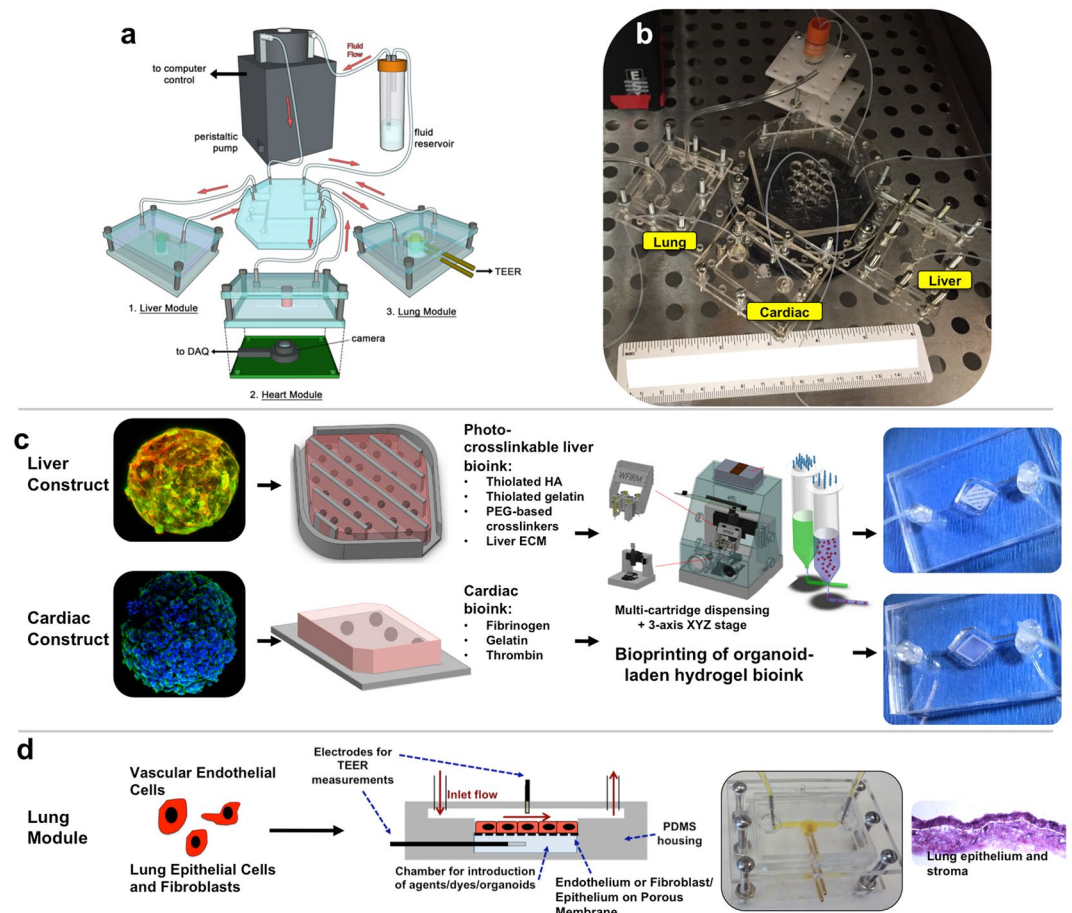 a
to computer
control
Fluid
Flow
peristaltic
pump
fluid
reservoir
1. Liver Module
3. Lung Module
TEER
to DAQ
camera
2. Heart Module
b
Lung
Liver
Cardiac
c
Liver
Construct
Photo-
crosslinkable liver
bioink:
• Thiolated HA
• Thiolated gelatin
• PEG-based
crosslinkers
• Liver ECM
WFIRM
Multi-cartridge dispensing
+ 3-axis XYZ stage
Cardiac
Construct
Cardiac
bioink:
• Fibrinogen
• Gelatin
• Thrombin
Bioprinting of organoid-
laden hydrogel bioink
d
Lung
Module
Vascular Endothelial
Cells
Lung Epithelial Cells
and Fibroblasts
Electrodes for
TEER
measurements
Inlet flow
PDMS
housing
Chamber for introduction
of agents/dyes/organoids
Endothelium or Fibroblast/
Epithelium on Porous
Membrane
Lung epithelium and
stroma